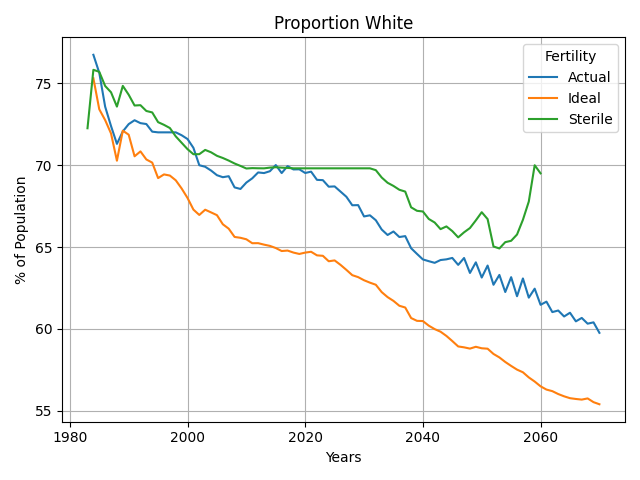 Proportion White
% of Population
75
70
65
60
55
1980
2000
2020
2040
2060
Years
Fertility
Actual
Ideal
Sterile